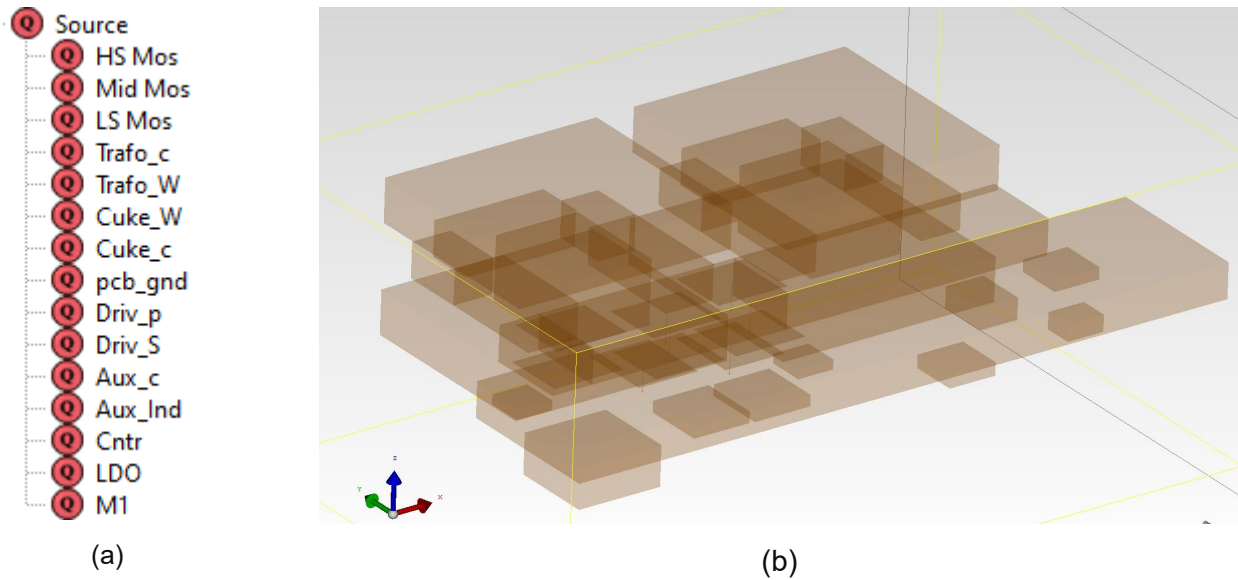 Source
HS Mos
Mid Mos
LS Mos
Trafo_c
Trafo_W
Cuke_W
Cuke_c
pcb_gnd
Driv_p
Driv_S
Aux_c
Aux_Ind
Cntr
LDO
M1
(a)
z
Y
X
(b)